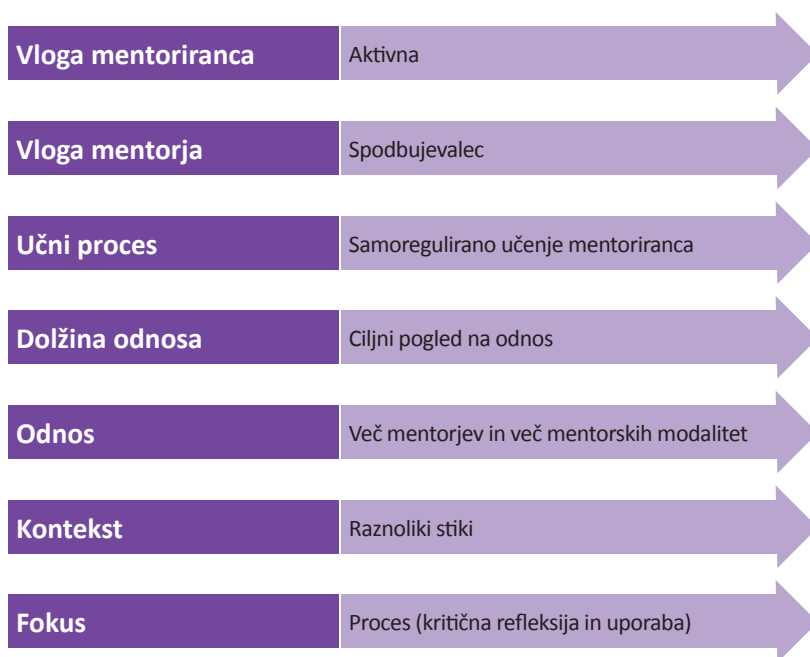 Vloga mentoriranca
Aktivna
Vloga mentorja
Spodbujevalec
Učni proces
Samoregulirano učenje mentoriranca
Dolžina odnosa
Ciljni pogled na odnos
Odnos
Več mentorjev in več mentorskih modalitet
Kontekst
Raznoliki stiki
Fokus
Proces (kritična refleksija in uporaba)